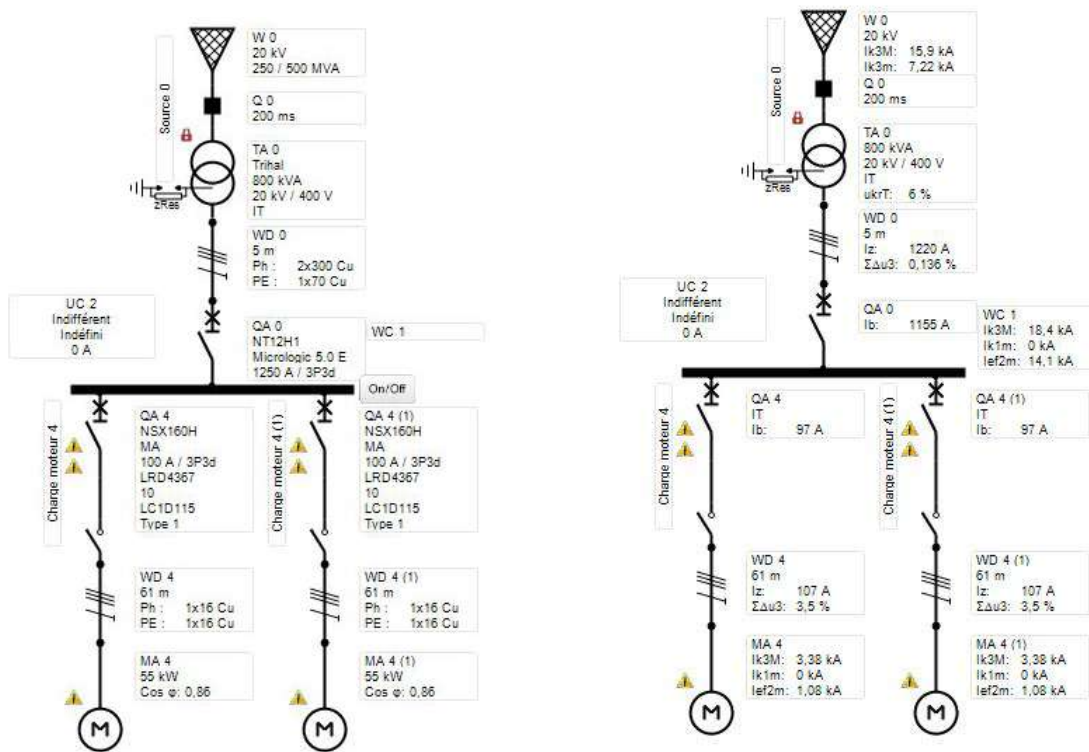 W 0
20 kV
250 / 500 MVA
Source 0
Q 0
200 ms
TA 0
Trihal
800 kVA
20 kV / 400 V
IT
zRes
WD 0
5 m
Ph : 2x300 Cu
PE : 1x70 Cu
UC 2
Indifférent
Indéfini
0 A
QA 0
NT12H1
Micrologic 5.0 E
1250 A / 3P3d
WC 1
On/Off
Charge moteur 4
QA 4
NSX160H
MA
100 A / 3P3d
LRD4367
10
LC1D115
Type 1
Charge moteur 4 (1)
QA 4 (1)
NSX160H
MA
100 A / 3P3d
LRD4367
10
LC1D115
Type 1
WD 4
61 m
Ph : 1x16 Cu
PE : 1x16 Cu
WD 4 (1)
61 m
Ph : 1x16 Cu
PE : 1x16 Cu
MA 4
55 kW
Cos φ: 0,86
M
MA 4 (1)
55 kW
Cos φ: 0,86
M
W 0
20 kV
Ik3M: 15,9 kA
Ik3m: 7,22 kA
Source 0
Q 0
200 ms
TA 0
800 kVA
20 kV / 400 V
IT
ukrT: 6 %
zRes
WD 0
5 m
Iz: 1220 A
ΣΔu3: 0,136 %
UC 2
Indifférent
Indéfini
0 A
QA 0
Ib: 1155 A
WC 1
Ik3M: 18,4 kA
Ik1m: 0 kA
Ief2m: 14,1 kA
Charge moteur 4
QA 4
IT
Ib: 97 A
Charge moteur 4 (1)
QA 4 (1)
IT
Ib: 97 A
WD 4
61 m
Iz: 107 A
ΣΔu3: 3,5 %
WD 4 (1)
61 m
Iz: 107 A
ΣΔu3: 3,5 %
MA 4
Ik3M: 3,38 kA
Ik1m: 0 kA
Ief2m: 1,08 kA
M
MA 4 (1)
Ik3M: 3,38 kA
Ik1m: 0 kA
Ief2m: 1,08 kA
M